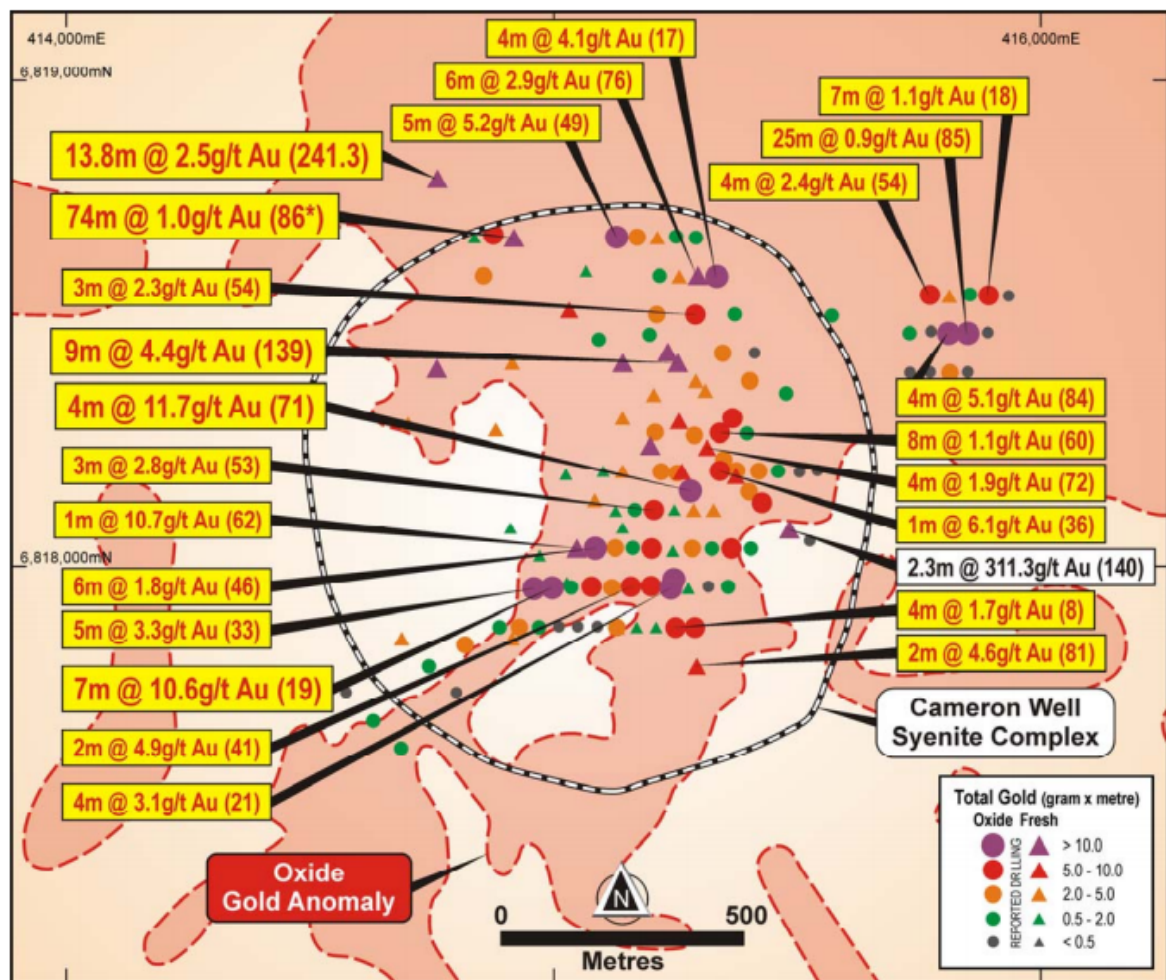 414,000mE
416,000mE
6,819,000mN
4m @ 4.1g/t Au (17)
6m @ 2.9g/t Au (76)
5m @ 5.2g/t Au (49)
7m @ 1.1g/t Au (18)
25m @ 0.9g/t Au (85)
4m @ 2.4g/t Au (54)
13.8m @ 2.5g/t Au (241.3)
74m @ 1.0g/t Au (86*)
3m @ 2.3g/t Au (54)
9m @ 4.4g/t Au (139)
4m @ 11.7g/t Au (71)
3m @ 2.8g/t Au (53)
1m @ 10.7g/t Au (62)
6,818,000mN
6m @ 1.8g/t Au (46)
5m @ 3.3g/t Au (33)
7m @ 10.6g/t Au (19)
2m @ 4.9g/t Au (41)
4m @ 3.1g/t Au (21)
4m @ 5.1g/t Au (84)
8m @ 1.1g/t Au (60)
4m @ 1.9g/t Au (72)
1m @ 6.1g/t Au (36)
2.3m @ 311.3g/t Au (140)
4m @ 1.7g/t Au (8)
2m @ 4.6g/t Au (81)
Cameron Well
Syenite Complex
Oxide
Gold Anomaly
N
0 500
Metres
Total Gold (gram x metre)
Oxide Fresh
REPORTED DRILLING
> 10.0
5.0 - 10.0
2.0 - 5.0
0.5 - 2.0
< 0.5